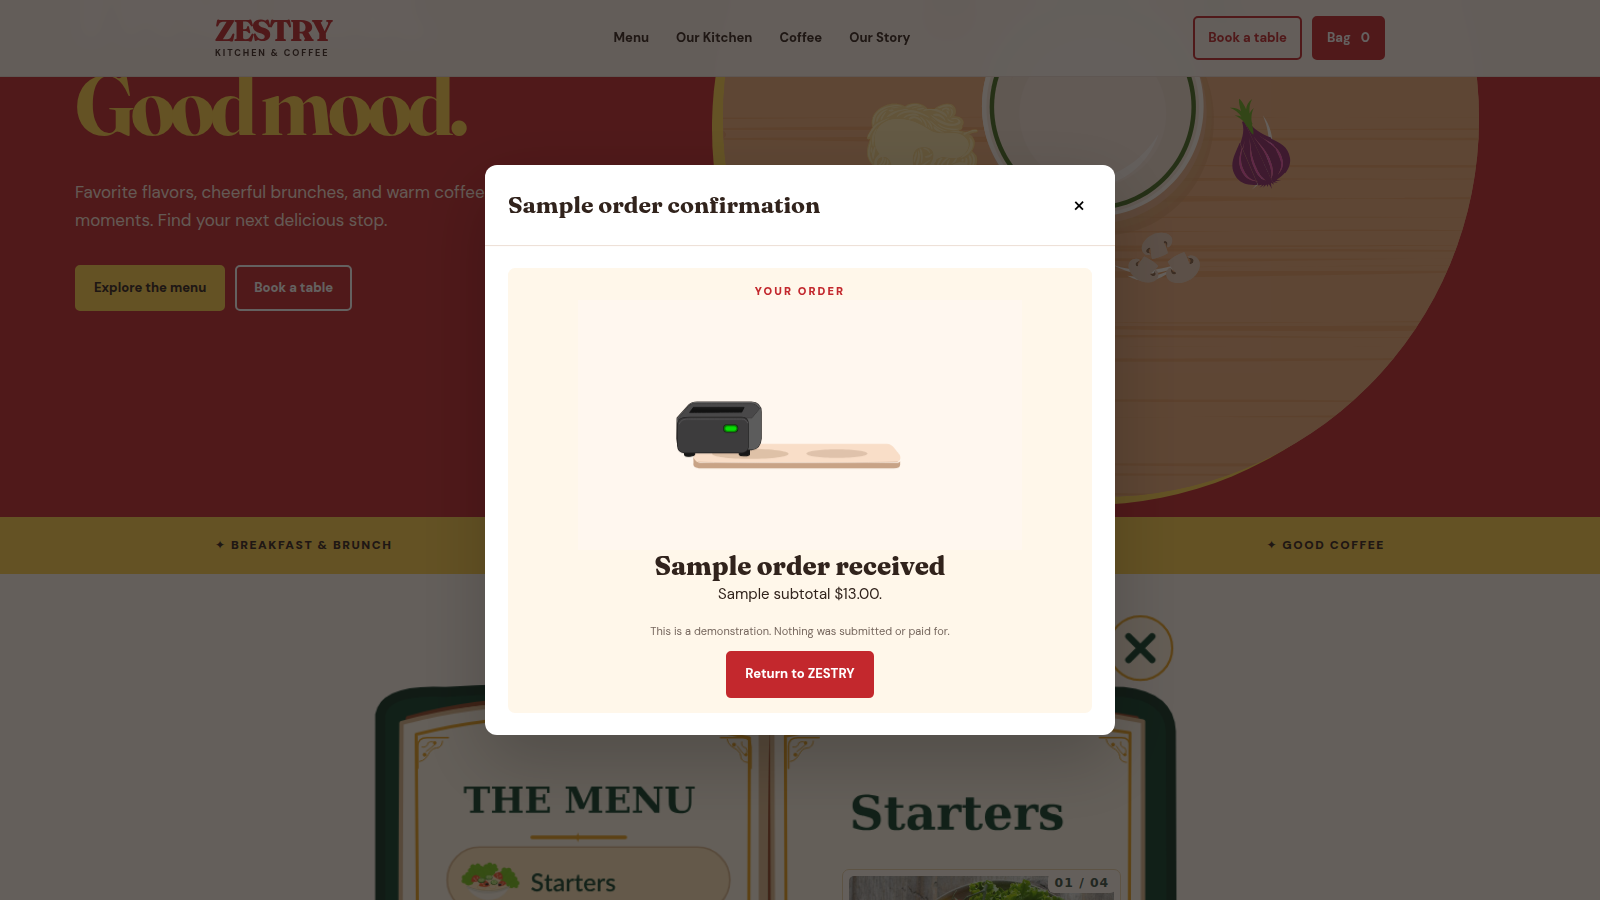 ZESTRY
KITCHEN & COFFEE
Menu
Our Kitchen
Coffee
Our Story
Book a table
Bag 0
Good mood.
Favorite flavors, cheerful brunches, and warm coffee
moments. Find your next delicious stop.
Explore the menu
Book a table
Sample order confirmation
×
YOUR ORDER
Sample order received
Sample subtotal $13.00.
This is a demonstration. Nothing was submitted or paid for.
Return to ZESTRY
✦ BREAKFAST & BRUNCH
✦ GOOD COFFEE
THE MENU
Starters
Starters
01 / 04